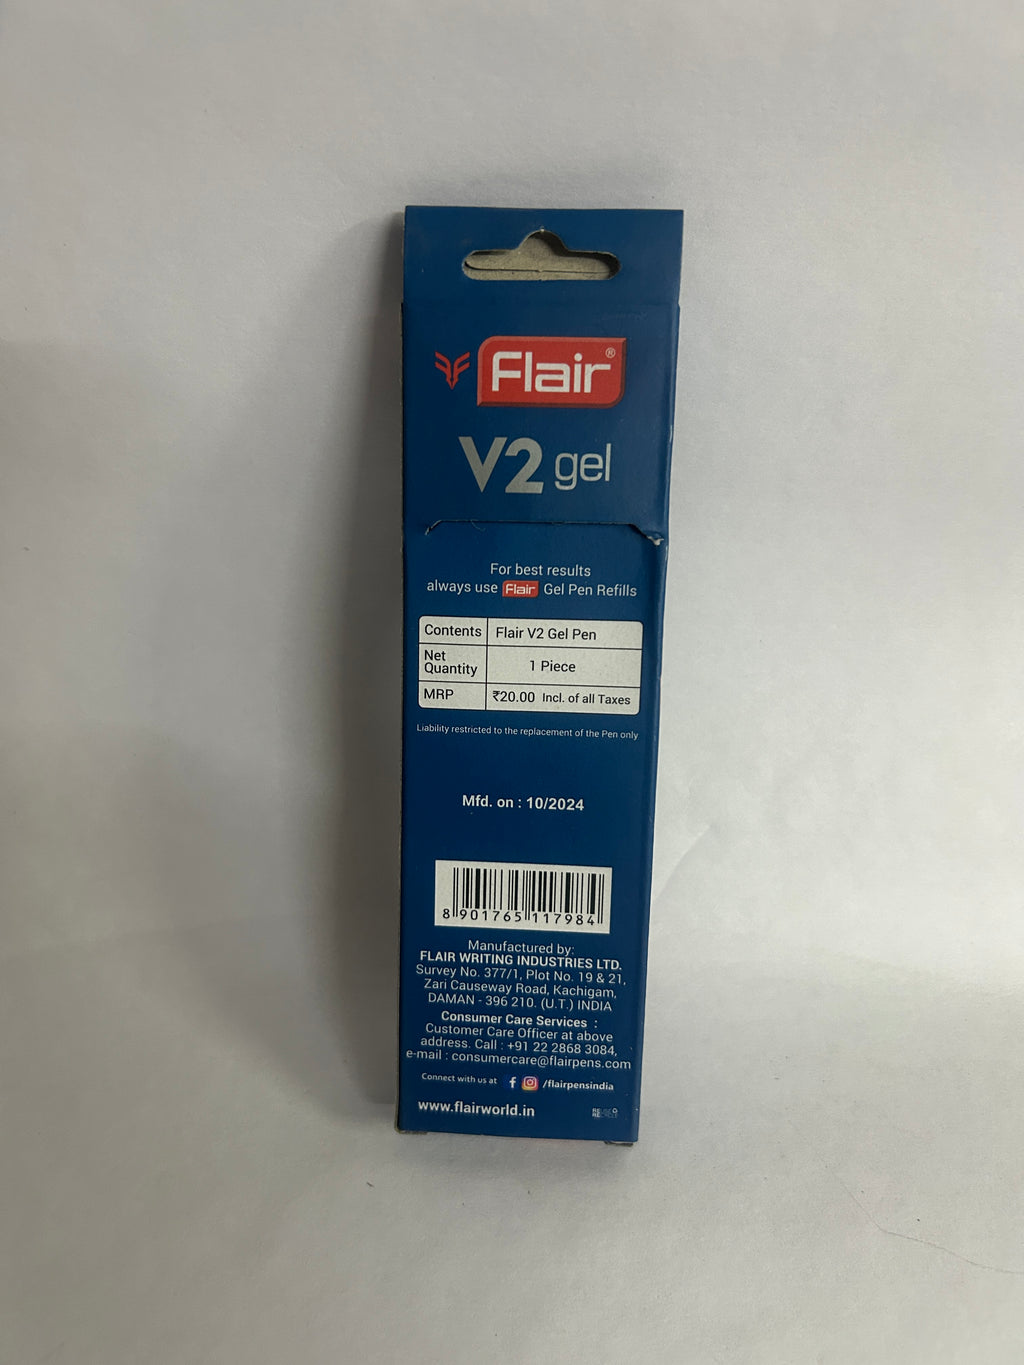 Flair®
V2 gel
For best results
always use Flair Gel Pen Refills
Contents Flair V2 Gel Pen
Net Quantity 1 Piece
MRP ₹20.00 Incl. of all Taxes
Liability restricted to the replacement of the Pen only
Mfd. on : 10/2024
8 901765 117984
Manufactured by:
FLAIR WRITING INDUSTRIES LTD.
Survey No. 377/1, Plot No. 19 & 21,
Zari Causeway Road, Kachigam,
DAMAN - 396 210. (U.T.) INDIA
Consumer Care Services :
Customer Care Officer at above
address. Call : +91 22 2868 3084,
e-mail : consumercare@flairpens.com
Connect with us at /flairpensindia
www.flairworld.in